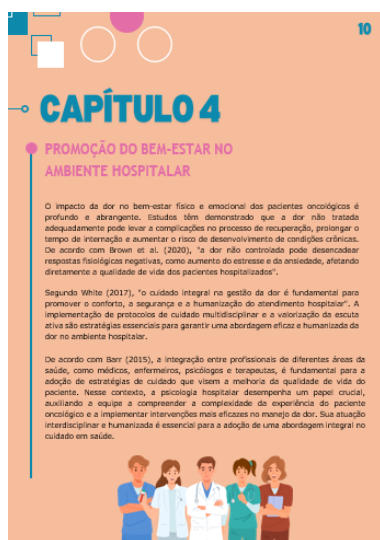 10
CAPÍTULO 4
PROMOÇÃO DO BEM-ESTAR NO
AMBIENTE HOSPITALAR
O impacto da dor no bem-estar físico e emocional dos pacientes oncológicos é
profundo e abrangente. Estudos têm demonstrado que a dor não tratada
adequadamente pode levar a complicações no processo de recuperação, prolongar o
tempo de internação e aumentar o risco de desenvolvimento de condições crônicas.
De acordo com Brown et al. (2020), "a dor não controlada pode desencadear
respostas fisiológicas negativas, como aumento do estresse e da ansiedade, afetando
diretamente a qualidade de vida dos pacientes hospitalizados".
Segundo White (2017), "o cuidado integral na gestão da dor é fundamental para
promover o conforto, a segurança e a humanização do atendimento hospitalar". A
implementação de protocolos de cuidado multidisciplinar e a valorização da escuta
ativa são estratégias essenciais para garantir uma abordagem eficaz e humanizada da
dor no ambiente hospitalar.
De acordo com Barr (2015), a integração entre profissionais de diferentes áreas da
saúde, como médicos, enfermeiros, psicólogos e terapeutas, é fundamental para a
adoção de estratégias de cuidado que visem a melhoria da qualidade de vida do
paciente. Nesse contexto, a psicologia hospitalar desempenha um papel crucial,
auxiliando a equipe a compreender a complexidade da experiência do paciente
oncológico e a implementar intervenções mais eficazes no manejo da dor. Sua atuação
interdisciplinar e humanizada é essencial para a adoção de uma abordagem integral no
cuidado em saúde.